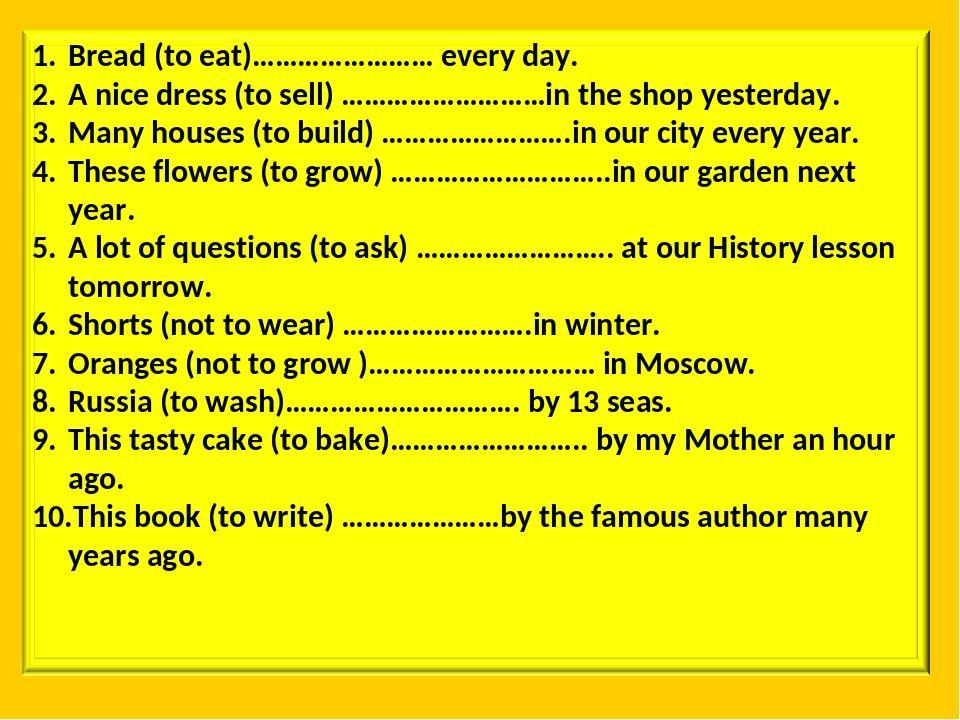 1. Bread (to eat)…………………… every day.
2. A nice dress (to sell) ………………………in the shop yesterday.
3. Many houses (to build) …………………….in our city every year.
4. These flowers (to grow) ………………………..in our garden next
year.
5. A lot of questions (to ask) …………………….. at our History lesson
tomorrow.
6. Shorts (not to wear) …………………….in winter.
7. Oranges (not to grow )………………………… in Moscow.
8. Russia (to wash)…………………………. by 13 seas.
9. This tasty cake (to bake)…………………….. by my Mother an hour
ago.
10.This book (to write) …………………by the famous author many
years ago.